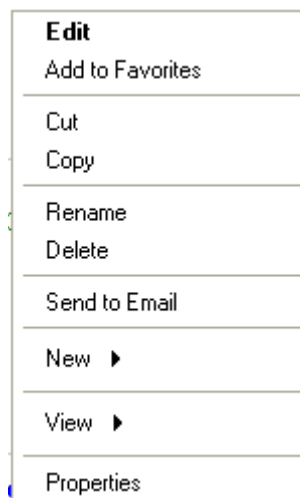 Edit
Add to Favorites
Cut
Copy
Rename
Delete
Send to Email
New
View
Properties